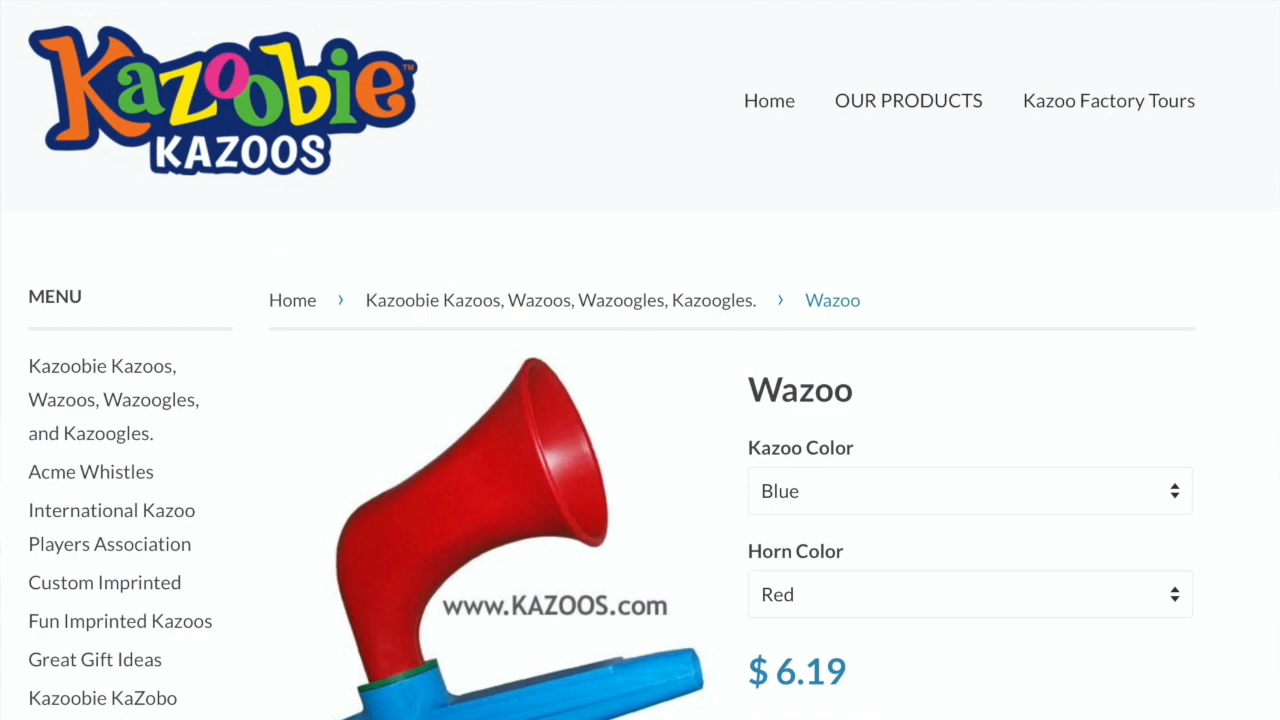 Kazoobie™
KAZOOS
Home OUR PRODUCTS Kazoo Factory Tours
MENU
Kazoobie Kazoos,
Wazoos, Wazoogles,
and Kazoogles.
Acme Whistles
International Kazoo
Players Association
Custom Imprinted
Fun Imprinted Kazoos
Great Gift Ideas
Kazoobie KaZobo
Home › Kazoobie Kazoos, Wazoos, Wazoogles, Kazoogles. › Wazoo
www.KAZOOS.com
Wazoo
Kazoo Color
Blue
Horn Color
Red
$ 6.19